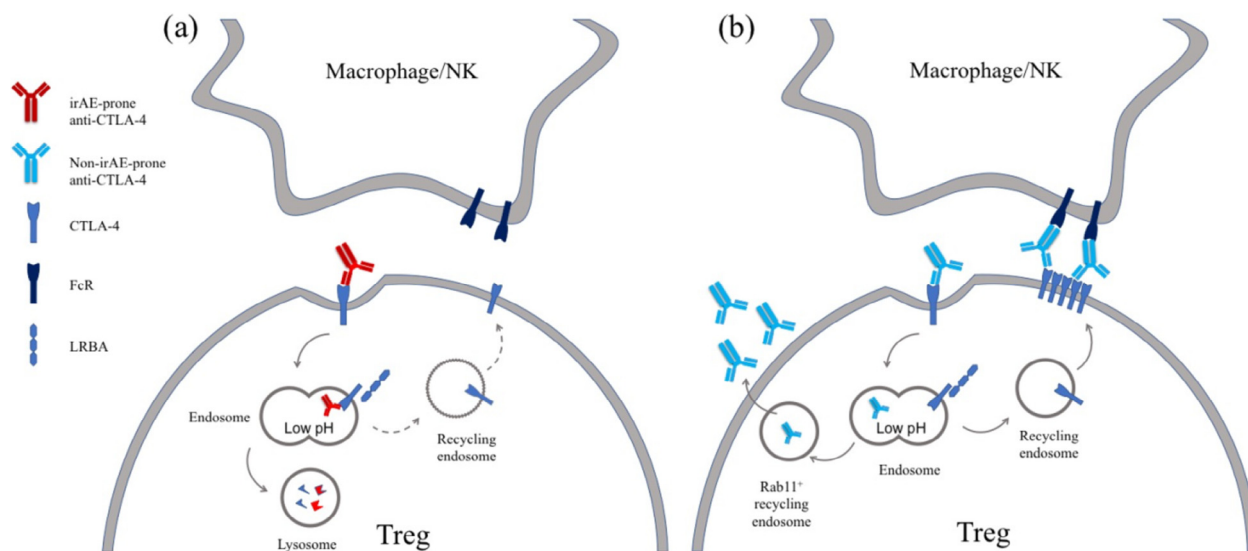 (a)
(b)
Macrophage/NK
Macrophage/NK
irAE-prone
anti-CTLA-4
Non-irAE-prone
anti-CTLA-4
CTLA-4
FcR
LRBA
Endosome
Low pH
Recycling
endosome
Lysosome
Treg
Low pH
Endosome
Recycling
endosome
Rab11⁺
recycling
endosome
Treg